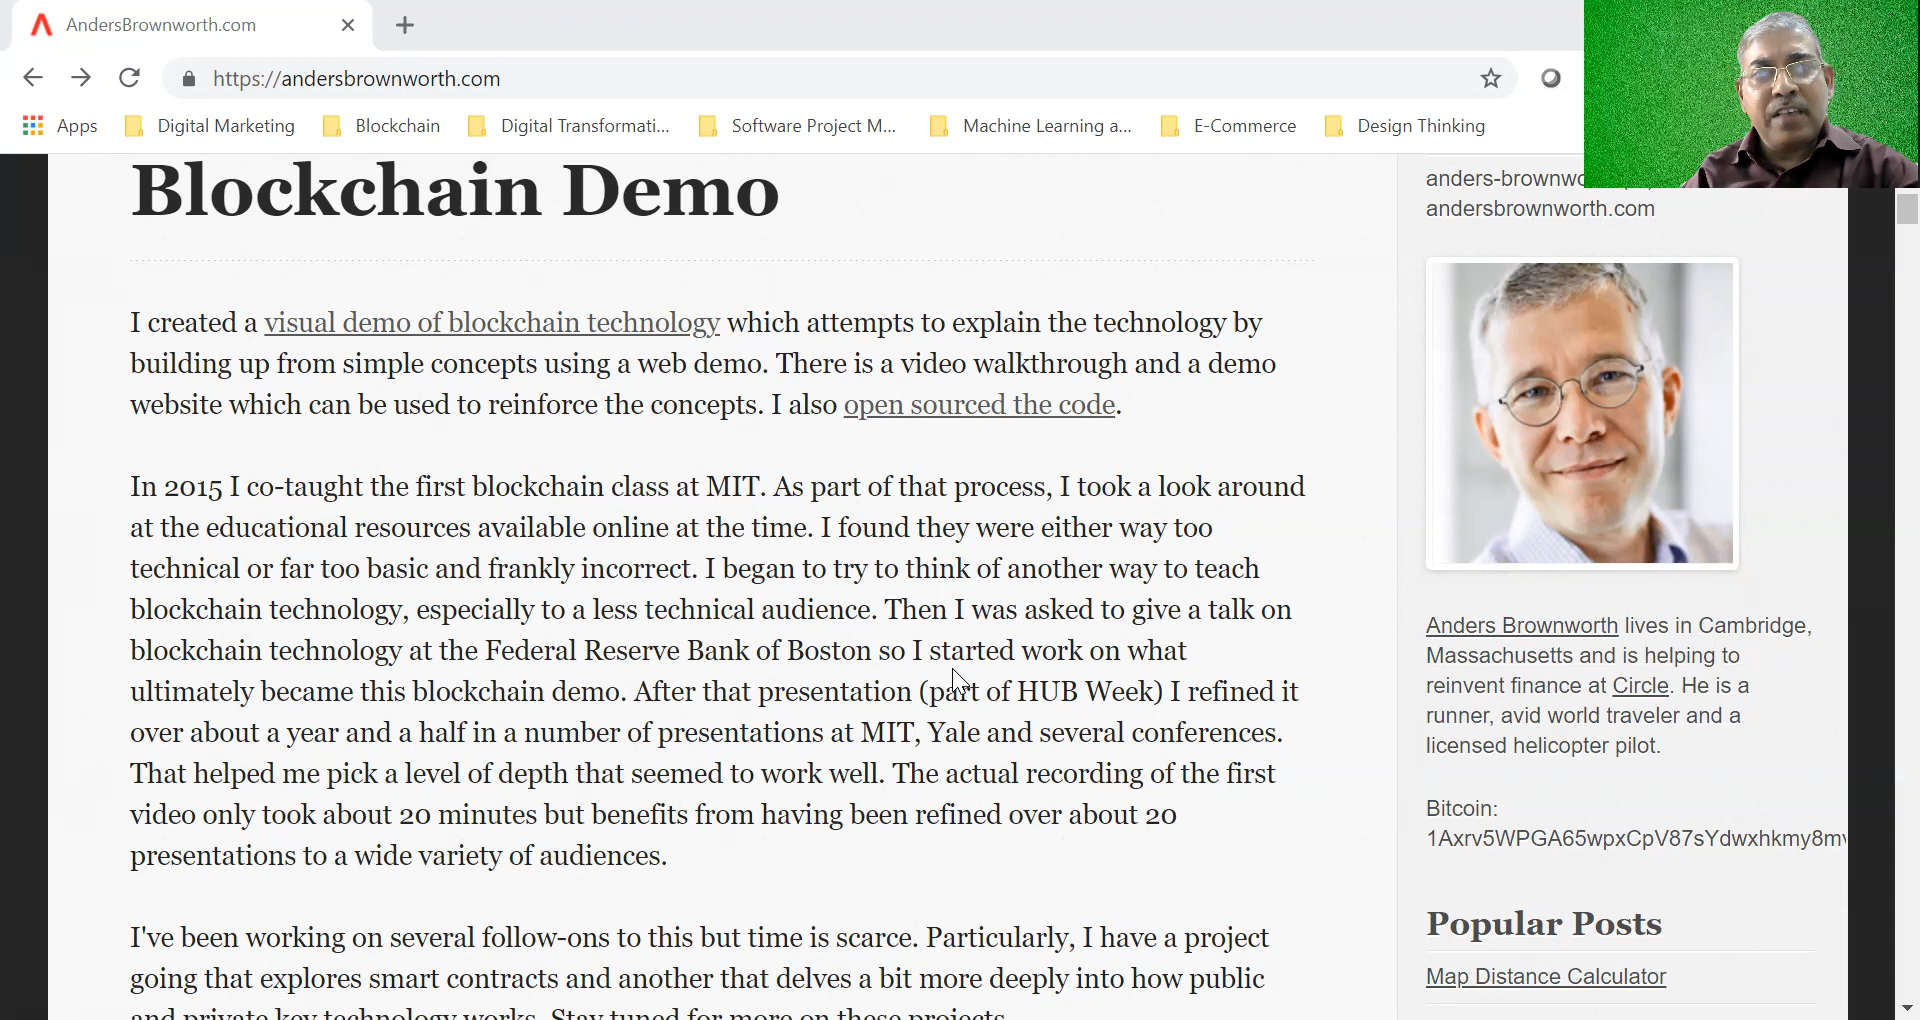 AndersBrownworth.com
https://andersbrownworth.com
Apps Digital Marketing Blockchain Digital Transformati... Software Project M... Machine Learning a... E-Commerce Design Thinking
Blockchain Demo
I created a visual demo of blockchain technology which attempts to explain the technology by
building up from simple concepts using a web demo. There is a video walkthrough and a demo
website which can be used to reinforce the concepts. I also open sourced the code.
In 2015 I co-taught the first blockchain class at MIT. As part of that process, I took a look around
at the educational resources available online at the time. I found they were either way too
technical or far too basic and frankly incorrect. I began to try to think of another way to teach
blockchain technology, especially to a less technical audience. Then I was asked to give a talk on
blockchain technology at the Federal Reserve Bank of Boston so I started work on what
ultimately became this blockchain demo. After that presentation (part of HUB Week) I refined it
over about a year and a half in a number of presentations at MIT, Yale and several conferences.
That helped me pick a level of depth that seemed to work well. The actual recording of the first
video only took about 20 minutes but benefits from having been refined over about 20
presentations to a wide variety of audiences.
I've been working on several follow-ons to this but time is scarce. Particularly, I have a project
going that explores smart contracts and another that delves a bit more deeply into how public
and private key technology works. Stay tuned for more on these projects.
andersbrownworth.com
Anders Brownworth lives in Cambridge,
Massachusetts and is helping to
reinvent finance at Circle. He is a
runner, avid world traveler and a
licensed helicopter pilot.
Bitcoin:
1Axrv5WPGA65wpxCpV87sYdwxhkmy8m
Popular Posts
Map Distance Calculator